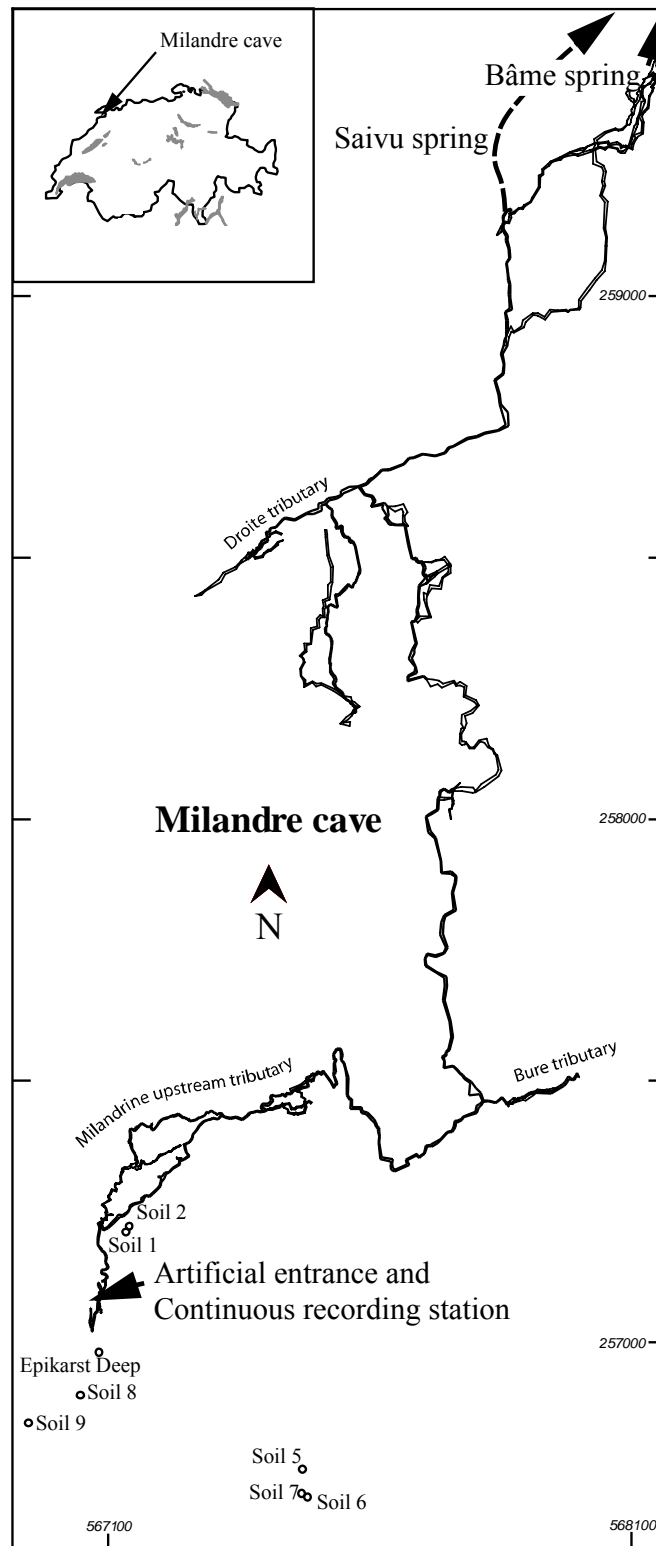 Milandre cave
Bâme spring
Saivu spring
259000
Droite tributary
Milandre cave
258000
N
Bure tributary
Milandrine upstream tributary
Soil 2
Soil 1
Artificial entrance and
Continuous recording station
257000
Epikarst Deep
Soil 8
Soil 9
Soil 5
Soil 7
Soil 6
567100
568100